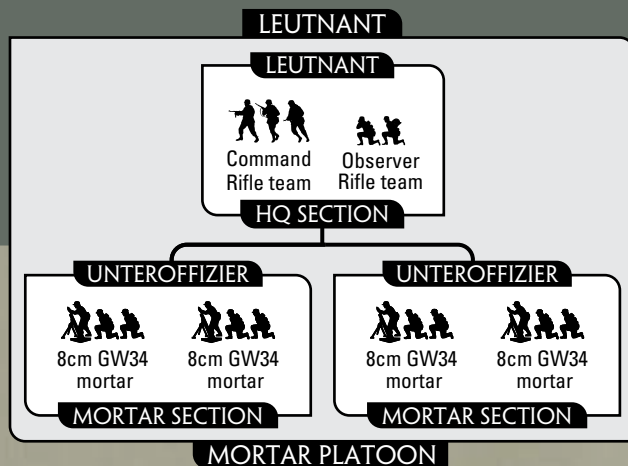 LEUTNANT
LEUTNANT
Command
Rifle team
Observer
Rifle team
HQ SECTION
UNTEROFFIZIER
8cm GW34
mortar
8cm GW34
mortar
MORTAR SECTION
UNTEROFFIZIER
8cm GW34
mortar
8cm GW34
mortar
MORTAR SECTION
MORTAR PLATOON